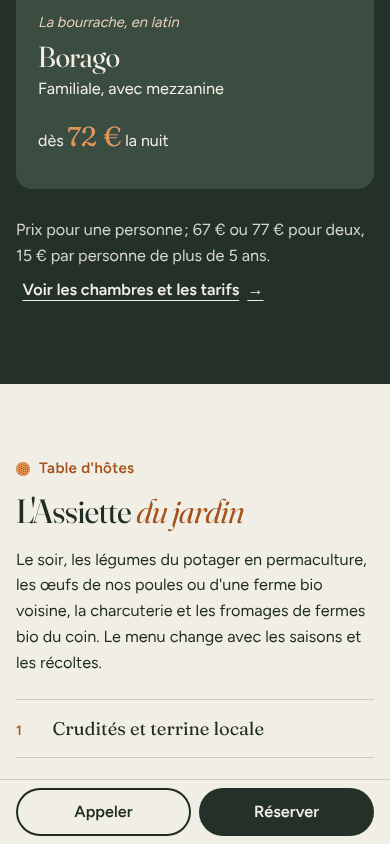 La bourrache, en latin
Borago
Familiale, avec mezzanine
dès 72 € la nuit
Prix pour une personne ; 67 € ou 77 € pour deux,
15 € par personne de plus de 5 ans.
Voir les chambres et les tarifs →
Table d'hôtes
L'Assiette du jardin
Le soir, les légumes du potager en permaculture,
les œufs de nos poules ou d'une ferme bio
voisine, la charcuterie et les fromages de fermes
bio du coin. Le menu change avec les saisons et
les récoltes.
1 Crudités et terrine locale
Appeler
Réserver